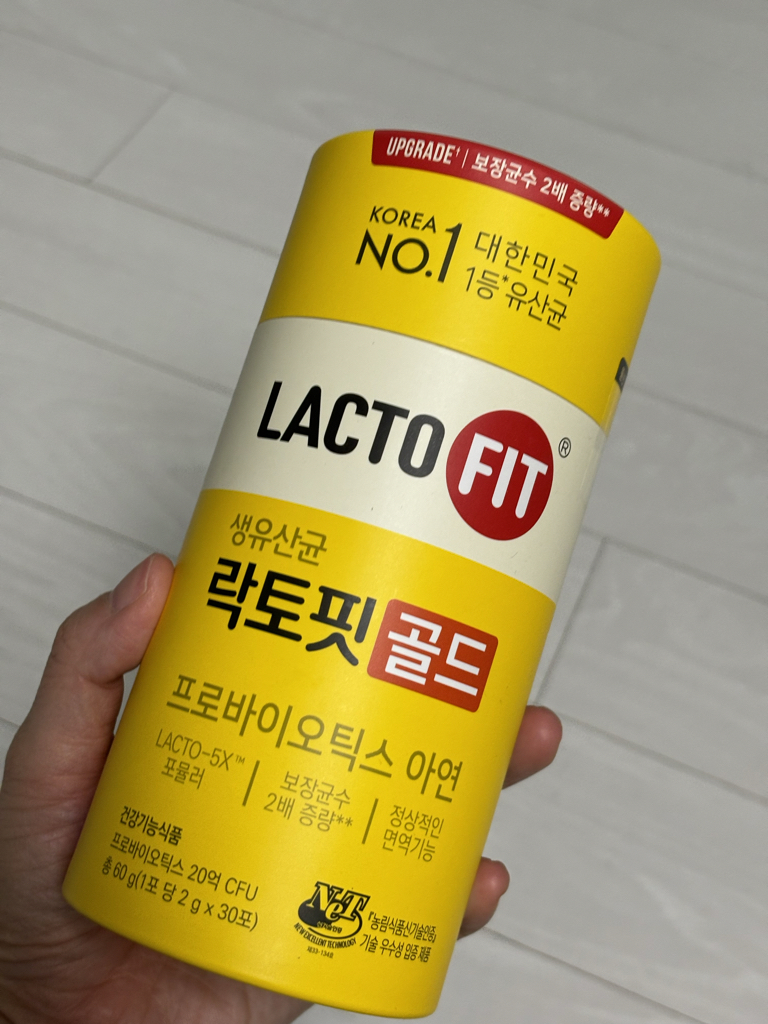 UPGRADE† | 보장균수 2배 증량**
KOREA
NO.1
대한민국
1등*유산균
LACTO FIT®
생유산균
락토핏 골드
프로바이오틱스 아연
LACTO-5X™
포뮬러
보장균수
2배 증량**
정상적인
면역기능
건강기능식품
프로바이오틱스 20억 CFU
총 60 g(1포 당 2 g x 30포)
NeT
NEW EXCELLENT TECHNOLOGY
「농림식품신기술인증」
기술 우수성 입증 제품